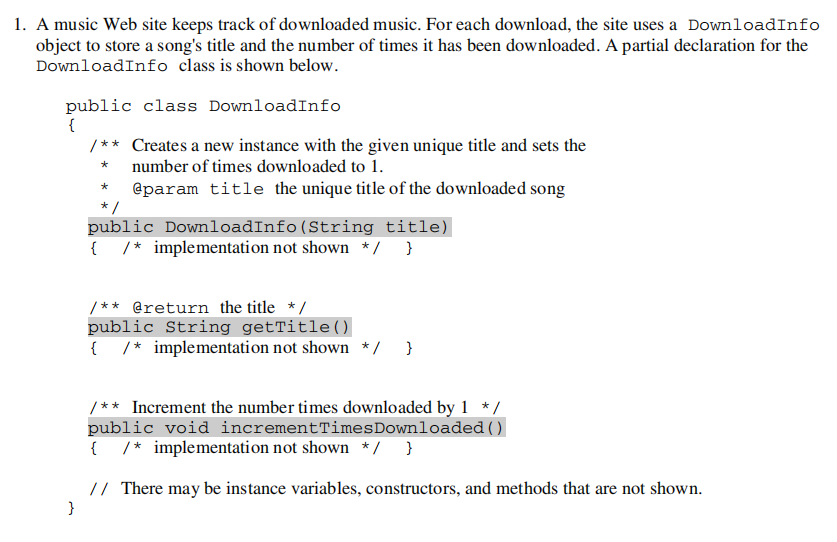 1. A music Web site keeps track of downloaded music. For each download, the site uses a DownloadInfo
object to store a song's title and the number of times it has been downloaded. A partial declaration for the
DownloadInfo class is shown below.
public class DownloadInfo
{
/** Creates a new instance with the given unique title and sets the
* number of times downloaded to 1.
* @param title the unique title of the downloaded song
*/
public DownloadInfo(String title)
{ /* implementation not shown */ }
/** @return the title */
public String getTitle()
{ /* implementation not shown */ }
/** Increment the number times downloaded by 1 */
public void incrementTimesDownloaded()
{ /* implementation not shown */ }
// There may be instance variables, constructors, and methods that are not shown.
}